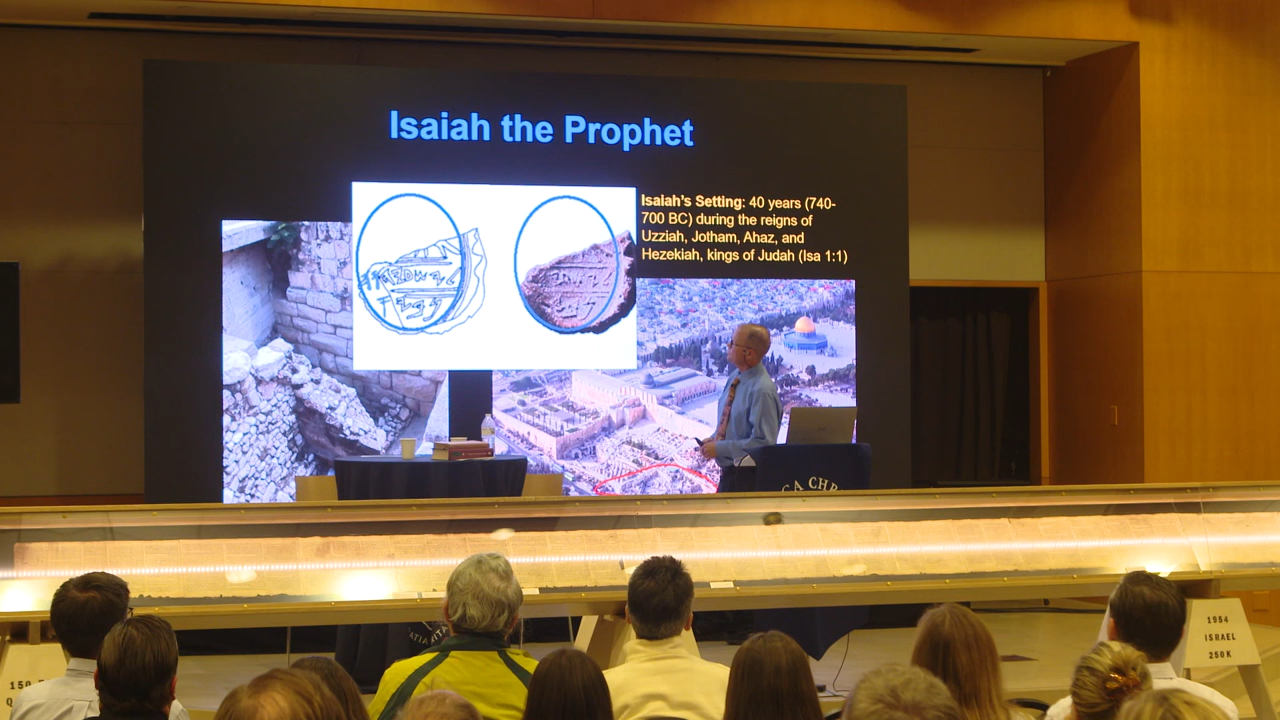 Isaiah the Prophet
Isaiah's Setting: 40 years (740-
700 BC) during the reigns of
Uzziah, Jotham, Ahaz, and
Hezekiah, kings of Judah (Isa 1:1)
1954
ISRAEL
250K